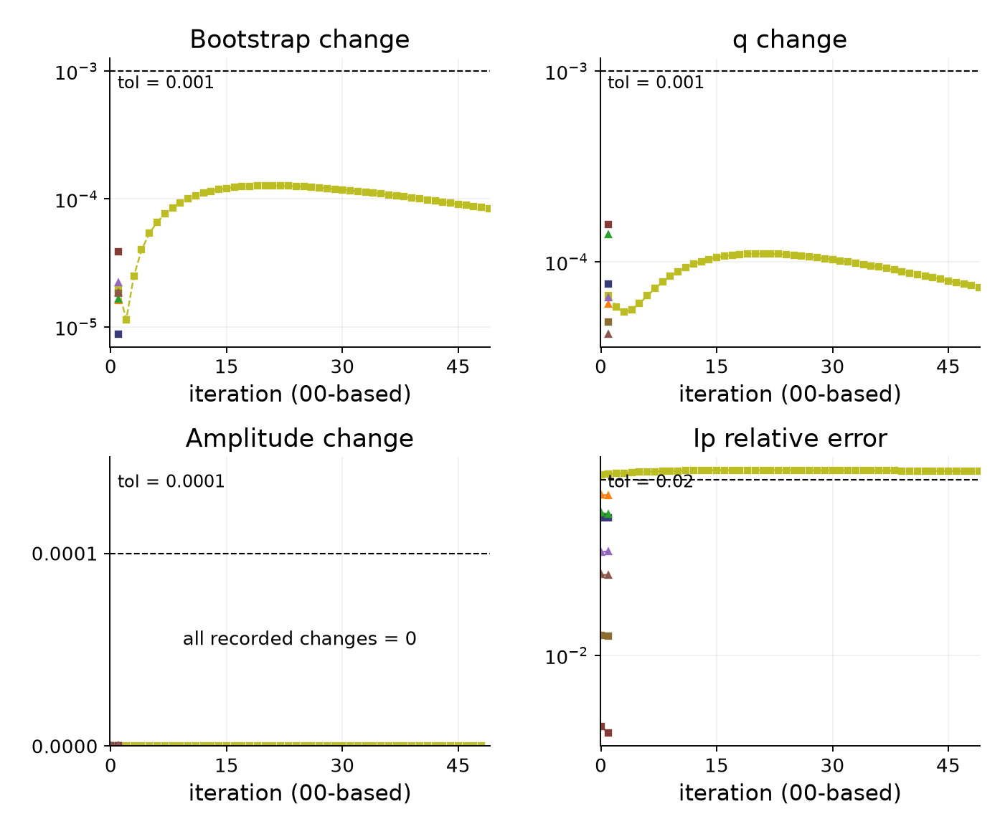 Bootstrap change
10⁻³
tol = 0.001
10⁻⁴
10⁻⁵
0 15 30 45
iteration (00-based)
q change
10⁻³
tol = 0.001
10⁻⁴
0 15 30 45
iteration (00-based)
Amplitude change
tol = 0.0001
0.0001
all recorded changes = 0
0.0000
0 15 30 45
iteration (00-based)
Ip relative error
tol = 0.02
10⁻²
0 15 30 45
iteration (00-based)